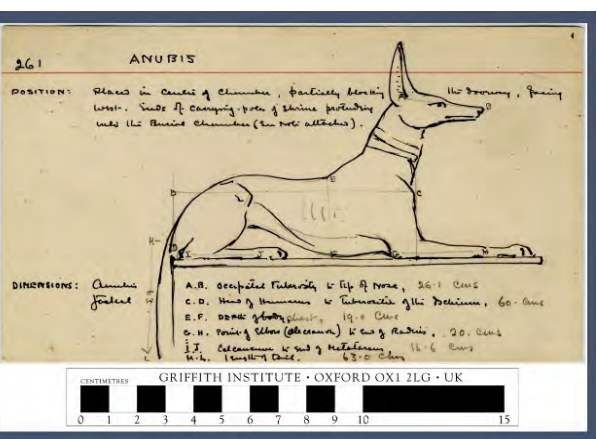 261 ANUBIS
POSITION: Placed in center of Chamber, partially blocking the doorway, facing
West. Ends of carrying-poles of shrine protruding
into the Burial Chamber (See Note attached).
A B
D E C
H
D I J F G H
L
DIMENSIONS: Anubis A.B. Occipital Tuberosity to tip of Nose, 26.1 Cms
Jackal C.D. Head of Humerus to Tuberosities of the Ischium, 60. Cms
E.F. Depth of body chest, 19.0 Cms
G.H. Point of Elbow (Olecranon) to End of Radius, 20. Cms
I.J. Calcaneum to End of Metatarsus, 16.6 Cms
H.L. length of tail. 63.0 Cms
GRIFFITH INSTITUTE · OXFORD OX1 2LG · UK
CENTIMETRES
0 1 2 3 4 5 6 7 8 9 10 15